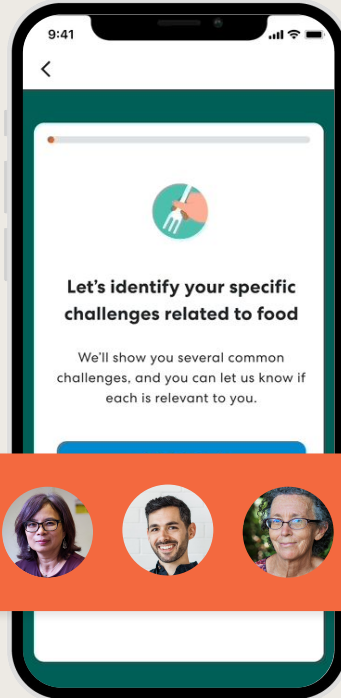 9:41
Let's identify your specific
challenges related to food
We'll show you several common
challenges, and you can let us know if
each is relevant to you.